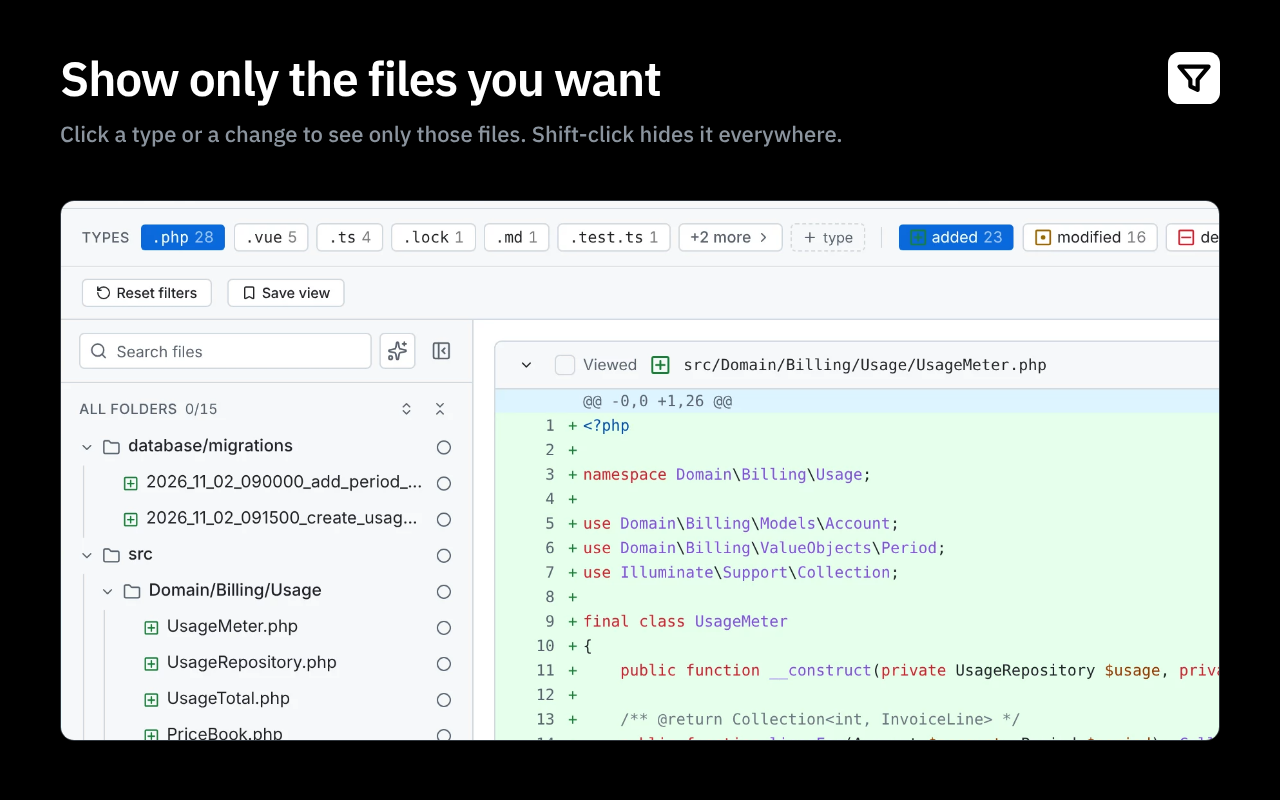 Show only the files you want
Click a type or a change to see only those files. Shift-click hides it everywhere.
TYPES .php 28 .vue 5 .ts 4 .lock 1 .md 1 .test.ts 1 +2 more + type added 23 modified 16 de
Reset filters Save view
Search files
Viewed src/Domain/Billing/Usage/UsageMeter.php
ALL FOLDERS 0/15
database/migrations
2026_11_02_090000_add_period_...
2026_11_02_091500_create_usag...
src
Domain/Billing/Usage
UsageMeter.php
UsageRepository.php
UsageTotal.php
PriceBook.php
@@ -0,0 +1,26 @@
1 +<?php
2 +
3 +namespace Domain\Billing\Usage;
4 +
5 +use Domain\Billing\Models\Account;
6 +use Domain\Billing\ValueObjects\Period;
7 +use Illuminate\Support\Collection;
8 +
9 +final class UsageMeter
10 +{
11 +    public function __construct(private UsageRepository $usage, priva
12 +
13 +    /** @return Collection<int, InvoiceLine> */